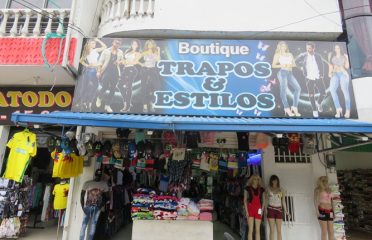 Boutique
TRAPOS
&
ESTILOS
ATODO